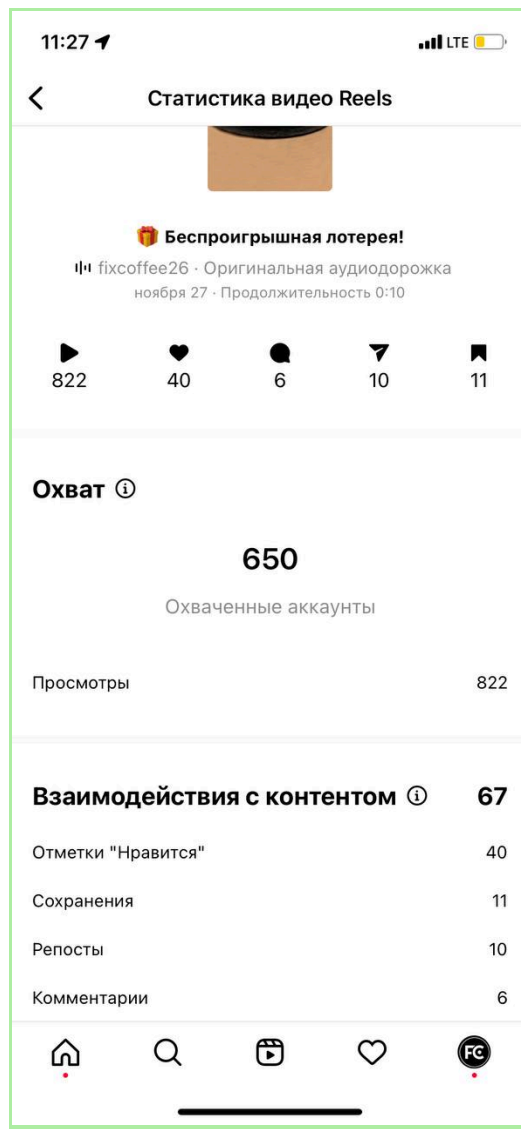 11:27
LTE
Статистика видео Reels
🎁 Беспроигрышная лотерея!
fixcoffee26 · Оригинальная аудиодорожка
ноября 27 · Продолжительность 0:10
822 40 6 10 11
Охват
650
Охваченные аккаунты
Просмотры 822
Взаимодействия с контентом 67
Отметки "Нравится" 40
Сохранения 11
Репосты 10
Комментарии 6
FC